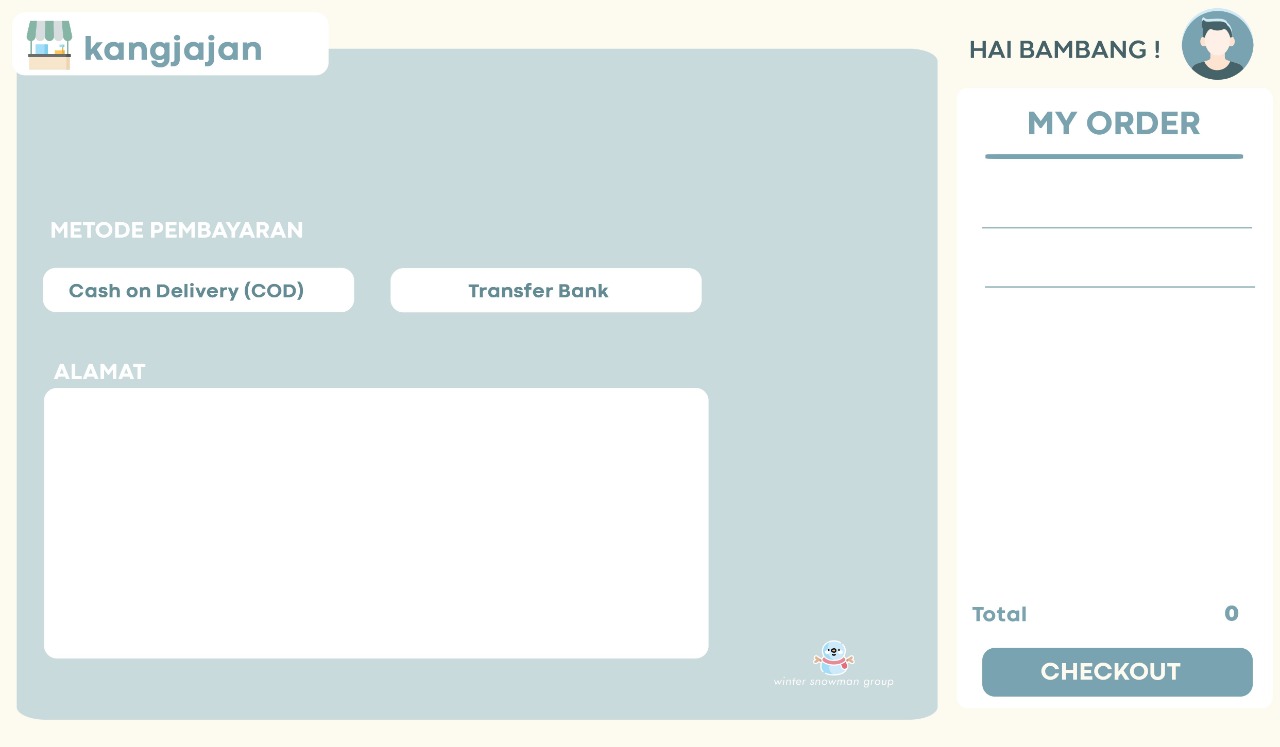 kangjajan
HAI BAMBANG !
METODE PEMBAYARAN
Cash on Delivery (COD)
Transfer Bank
ALAMAT
winter snowman group
MY ORDER
Total 0
CHECKOUT